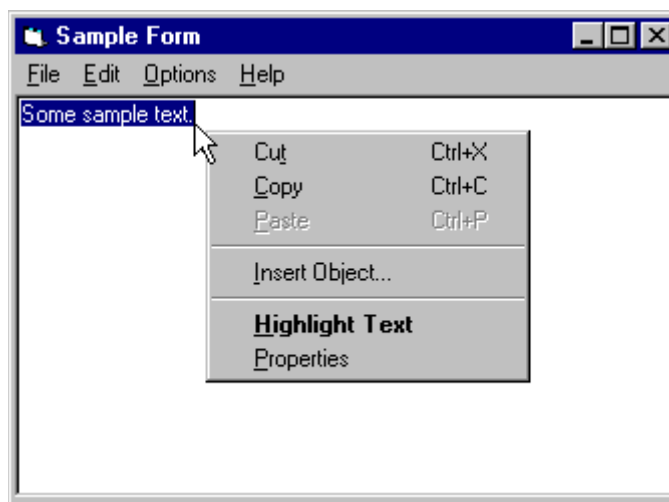 Sample Form
File Edit Options Help
Some sample text.
Cut Ctrl+X
Copy Ctrl+C
Paste Ctrl+P
Insert Object...
Highlight Text
Properties